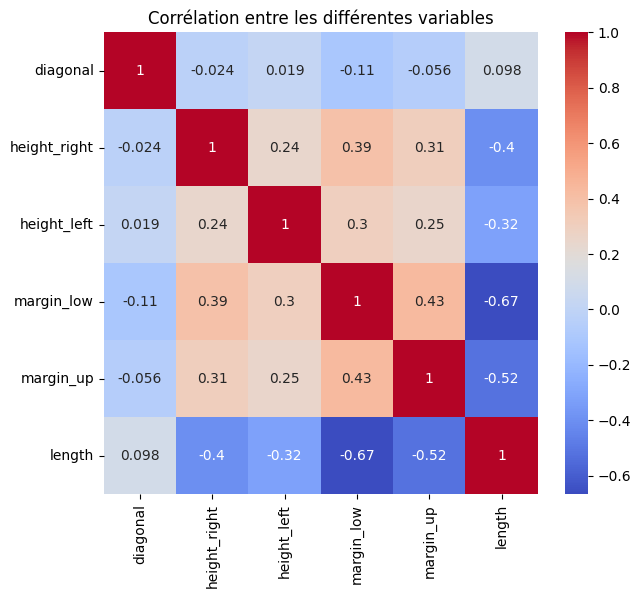 Corrélation entre les différentes variables
diagonal 1 -0.024 0.019 -0.11 -0.056 0.098
height_right -0.024 1 0.24 0.39 0.31 -0.4
height_left 0.019 0.24 1 0.3 0.25 -0.32
margin_low -0.11 0.39 0.3 1 0.43 -0.67
margin_up -0.056 0.31 0.25 0.43 1 -0.52
length 0.098 -0.4 -0.32 -0.67 -0.52 1
diagonal
height_right
height_left
margin_low
margin_up
length
1.0
0.8
0.6
0.4
0.2
0.0
-0.2
-0.4
-0.6